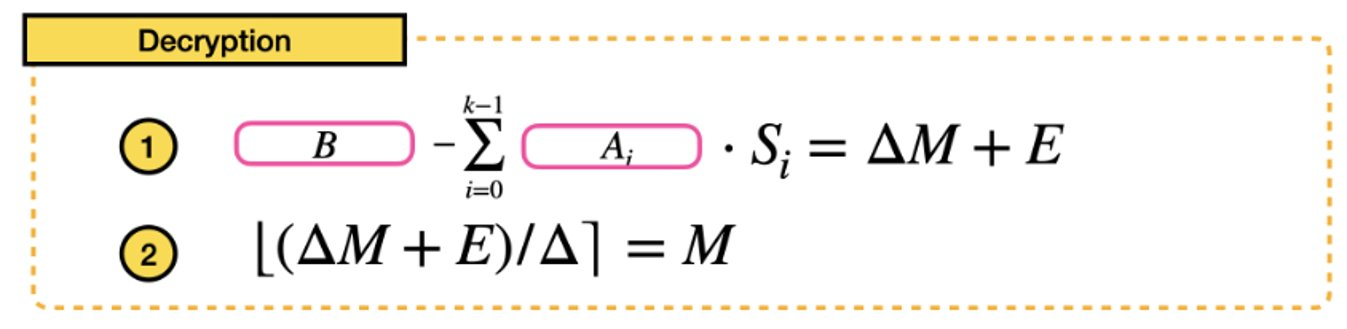 Decryption
1 B − ∑_{i=0}^{k−1} A_i · S_i = ΔM + E
2 ⌊(ΔM + E)/Δ⌉ = M